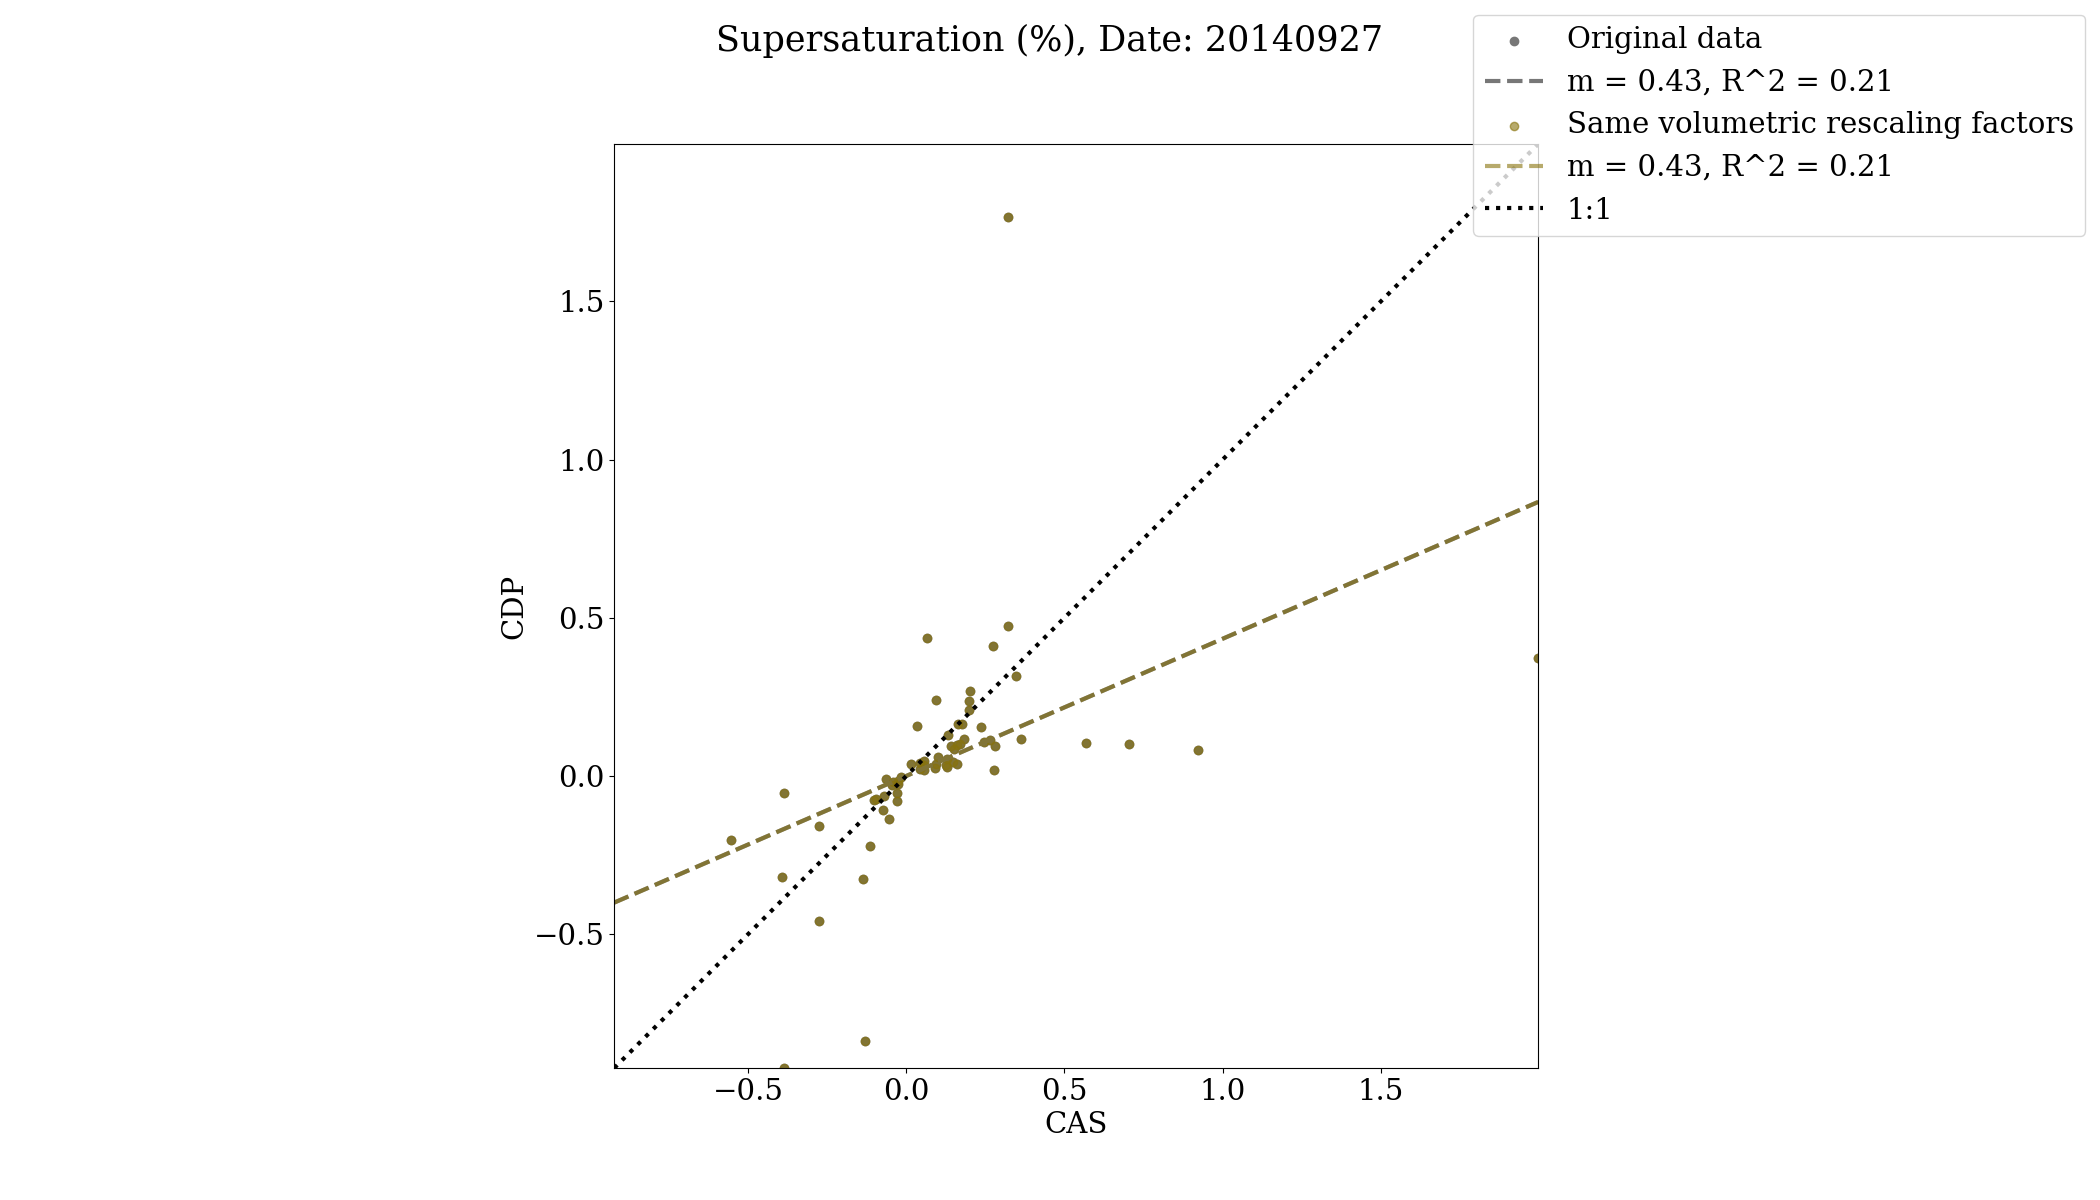 Supersaturation (%), Date: 20140927
Original data
m = 0.43, R^2 = 0.21
Same volumetric rescaling factors
m = 0.43, R^2 = 0.21
1:1
1.5
1.0
0.5
0.0
−0.5
CDP
−0.5 0.0 0.5 1.0 1.5
CAS